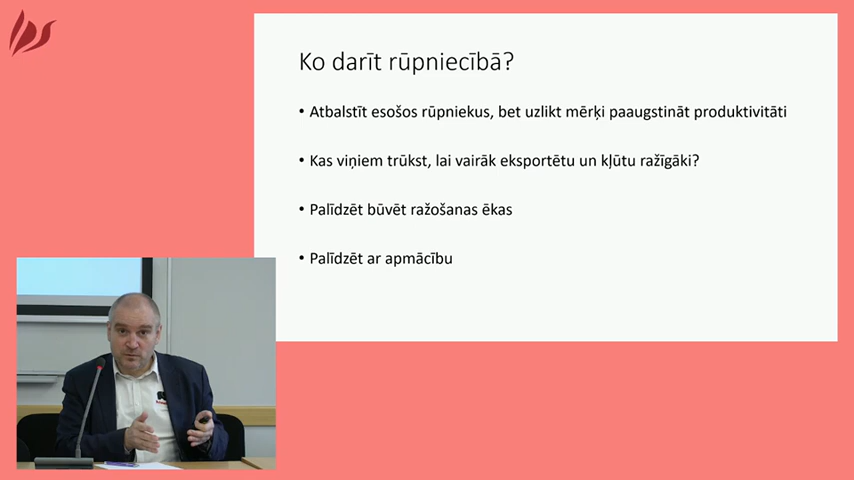 Ko darīt rūpniecībā?
• Atbalstīt esošos rūpniekus, bet uzlikt mērķi paaugstināt produktivitāti
• Kas viņiem trūkst, lai vairāk eksportētu un kļūtu ražīgāki?
• Palīdzēt būvēt ražošanas ēkas
• Palīdzēt ar apmācību